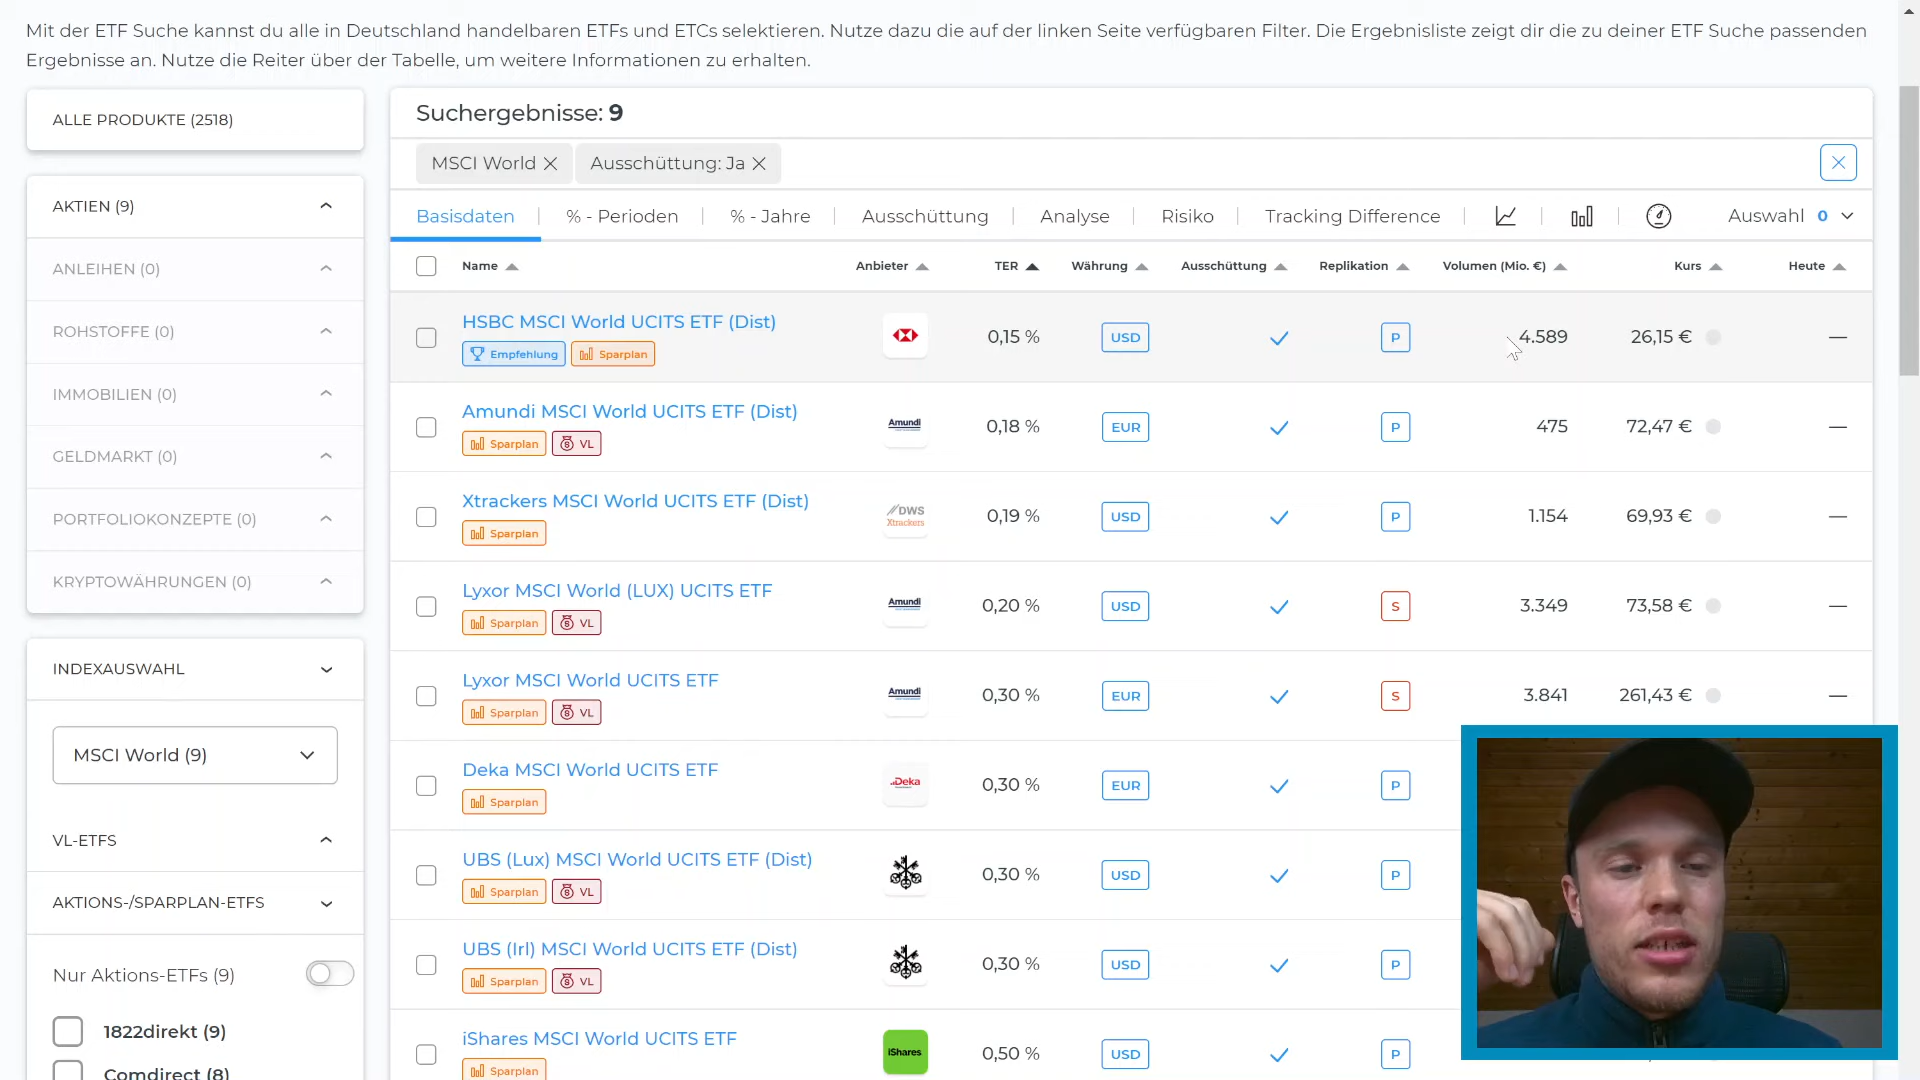 Mit der ETF Suche kannst du alle in Deutschland handelbaren ETFs und ETCs selektieren. Nutze dazu die auf der linken Seite verfügbaren Filter. Die Ergebnisliste zeigt dir die zu deiner ETF Suche passenden
Ergebnisse an. Nutze die Reiter über der Tabelle, um weitere Informationen zu erhalten.
ALLE PRODUKTE (2518)
AKTIEN (9)
ANLEIHEN (0)
ROHSTOFFE (0)
IMMOBILIEN (0)
GELDMARKT (0)
PORTFOLIOKONZEPTE (0)
KRYPTOWÄHRUNGEN (0)
INDEXAUSWAHL
MSCI World (9)
VL-ETFS
AKTIONS-/SPARPLAN-ETFS
Nur Aktions-ETFs (9)
1822direkt (9)
Comdirect (8)
Suchergebnisse: 9
MSCI World Ausschüttung: Ja
Basisdaten % - Perioden % - Jahre Ausschüttung Analyse Risiko Tracking Difference Auswahl 0
Name Anbieter TER Währung Ausschüttung Replikation Volumen (Mio. €) Kurs Heute
HSBC MSCI World UCITS ETF (Dist) 0,15 % USD P 4.589 26,15 € —
Empfehlung Sparplan
Amundi MSCI World UCITS ETF (Dist) Amundi 0,18 % EUR P 475 72,47 € —
Sparplan VL
Xtrackers MSCI World UCITS ETF (Dist) DWS Xtrackers 0,19 % USD P 1.154 69,93 € —
Sparplan
Lyxor MSCI World (LUX) UCITS ETF Amundi 0,20 % USD S 3.349 73,58 € —
Sparplan VL
Lyxor MSCI World UCITS ETF Amundi 0,30 % EUR S 3.841 261,43 € —
Sparplan VL
Deka MSCI World UCITS ETF Deka 0,30 % EUR P
Sparplan
UBS (Lux) MSCI World UCITS ETF (Dist) 0,30 % USD P
Sparplan VL
UBS (Irl) MSCI World UCITS ETF (Dist) 0,30 % USD P
Sparplan VL
iShares MSCI World UCITS ETF iShares 0,50 % USD P
Sparplan